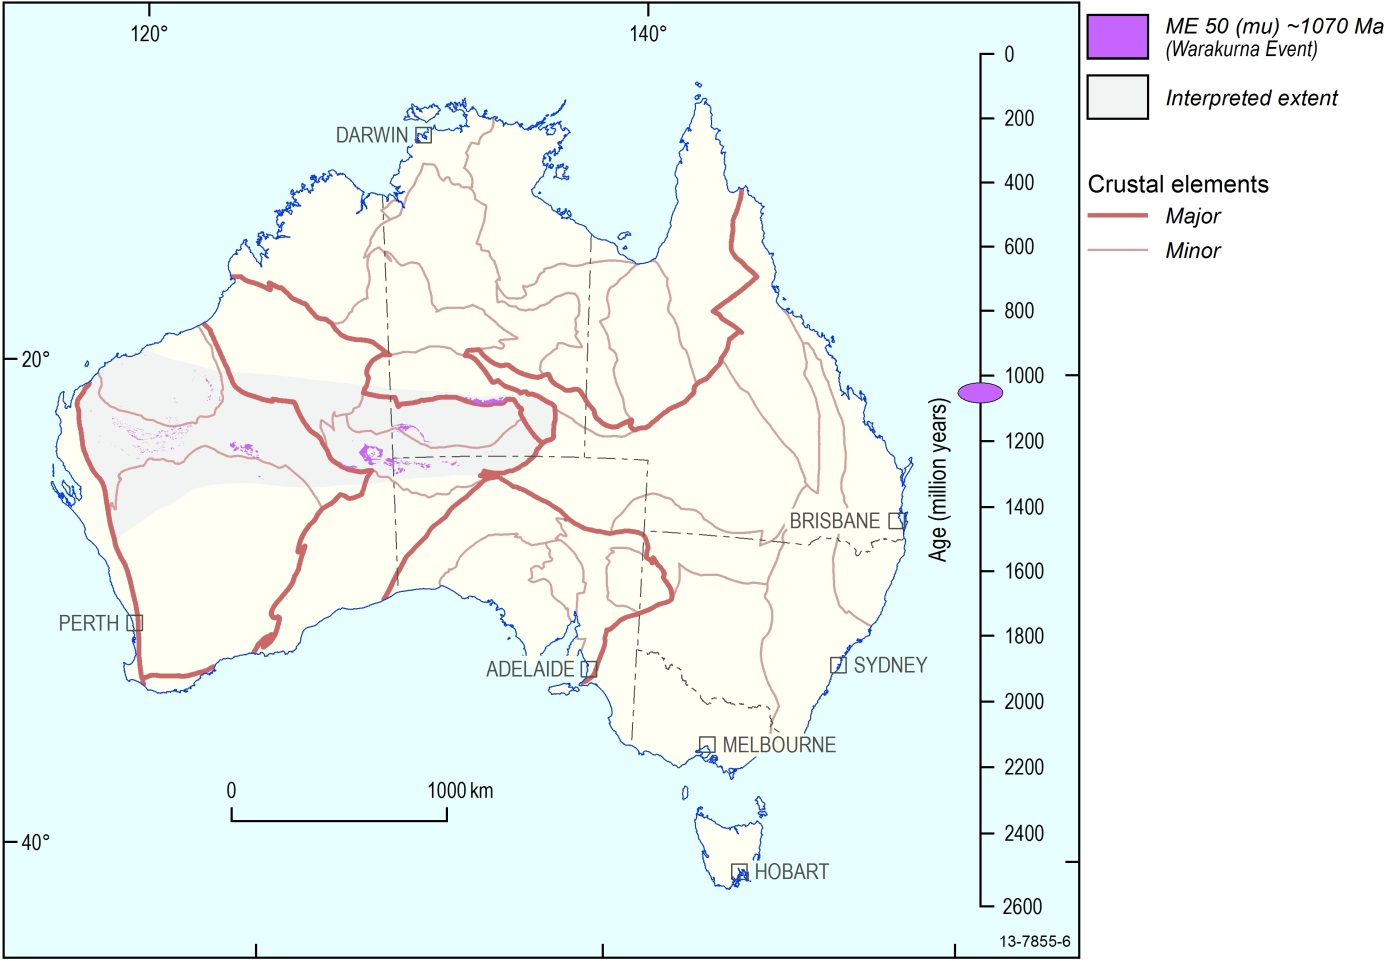 120°
140°
20°
40°
DARWIN
BRISBANE
PERTH
ADELAIDE
SYDNEY
MELBOURNE
HOBART
0
1000 km
Age (million years)
0
200
400
600
800
1000
1200
1400
1600
1800
2000
2200
2400
2600
13-7855-6
ME 50 (mu) ~1070 Ma
(Warakurna Event)
Interpreted extent
Crustal elements
Major
Minor